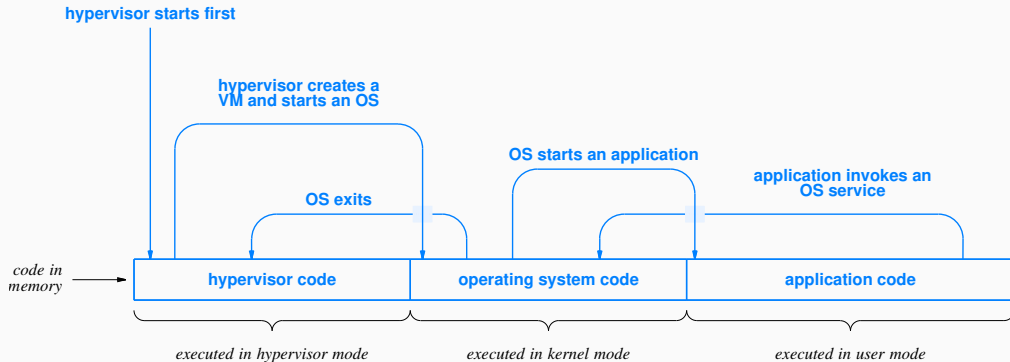 hypervisor starts first
hypervisor creates a
VM and starts an OS
OS starts an application
application invokes an
OS service
OS exits
code in
memory
hypervisor code
operating system code
application code
executed in hypervisor mode
executed in kernel mode
executed in user mode